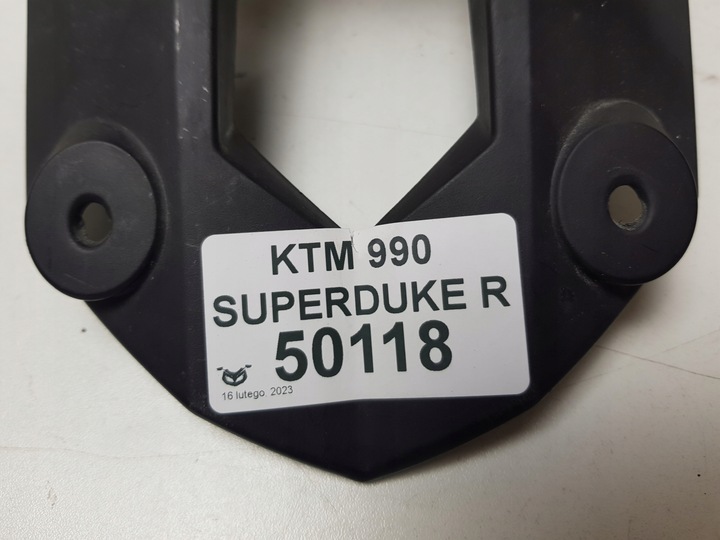 KTM 990
SUPERDUKE R
50118
16 lutego. 2023